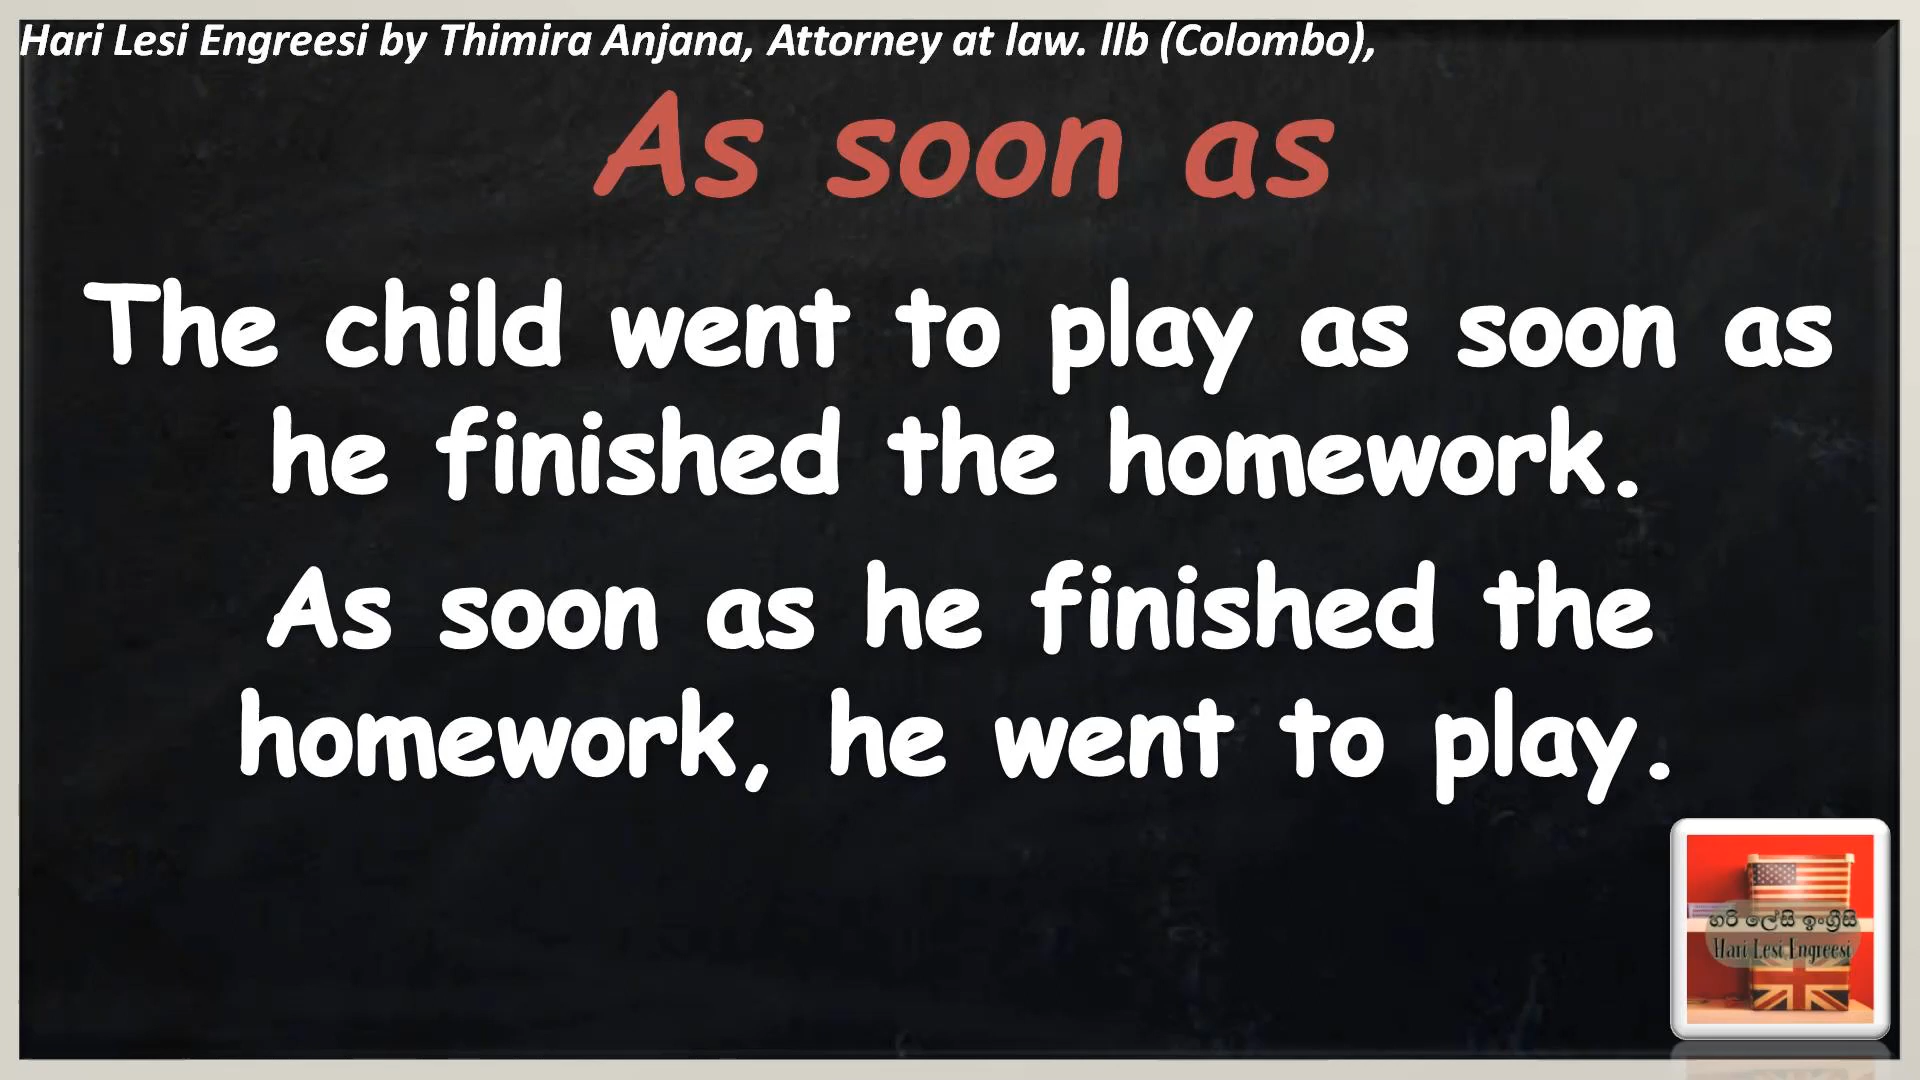 Hari Lesi Engreesi by Thimira Anjana, Attorney at law. llb (Colombo),
As soon as
The child went to play as soon as
he finished the homework.
As soon as he finished the
homework, he went to play.
හරි ලේසි ඉංග්‍රීසි
Hari Lesi Engreesi